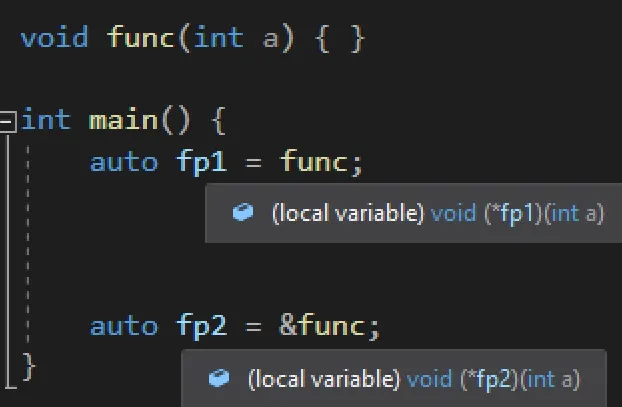 void func(int a) { }
int main() {
auto fp1 = func;
(local variable) void (*fp1)(int a)
auto fp2 = &func;
(local variable) void (*fp2)(int a)
}